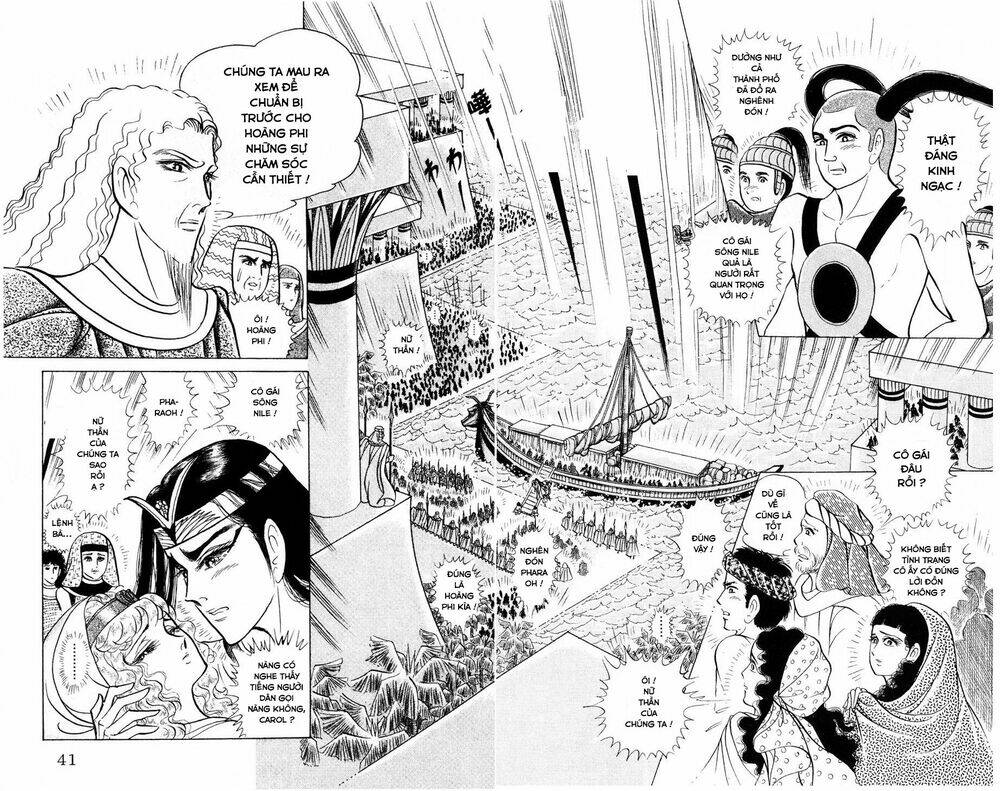 DƯỜNG NHƯ
CẢ
THÀNH PHỐ
ĐÃ ĐỔ RA
NGHÊNH
ĐÓN !
THẬT
ĐÁNG
KINH
NGẠC !
CÔ GÁI
SÔNG NILE
QUẢ LÀ
NGƯỜI RẤT
QUAN TRỌNG
VỚI HỌ !
嘩
わー
わー
NỮ
THẦN !
CÔ GÁI
ĐÂU
RỒI ?
DÙ GÌ
VỀ
CŨNG LÀ
TỐT
RỒI !
KHÔNG BIẾT
TÌNH TRẠNG
CÔ ẤY CÓ ĐÚNG
LỜI ĐỒN
KHÔNG ?
ĐÚNG
VẬY !
NGHÊN
ĐÓN
PHARA
OH !
ĐÚNG
LÀ
HOÀNG
PHI KÌA !
ÔI !
NỮ THẦN
CỦA
CHÚNG TA !
CHÚNG TA MAU RA
XEM ĐỂ
CHUẨN BỊ
TRƯỚC CHO
HOÀNG PHI
NHỮNG SỰ
CHĂM SÓC
CẦN THIẾT !
ÔI !
HOÀNG
PHI !
CÔ GÁI
SÔNG
NILE !
PHA-
RAOH !
NỮ
THẦN
CỦA
CHÚNG TA
SAO
RỒI
Ạ ?
LỆNH
BÀ...
NÀNG CÓ
NGHE THẤY
TIẾNG NGƯỜI
DÂN GỌI
NÀNG KHÔNG,
CAROL ?
41